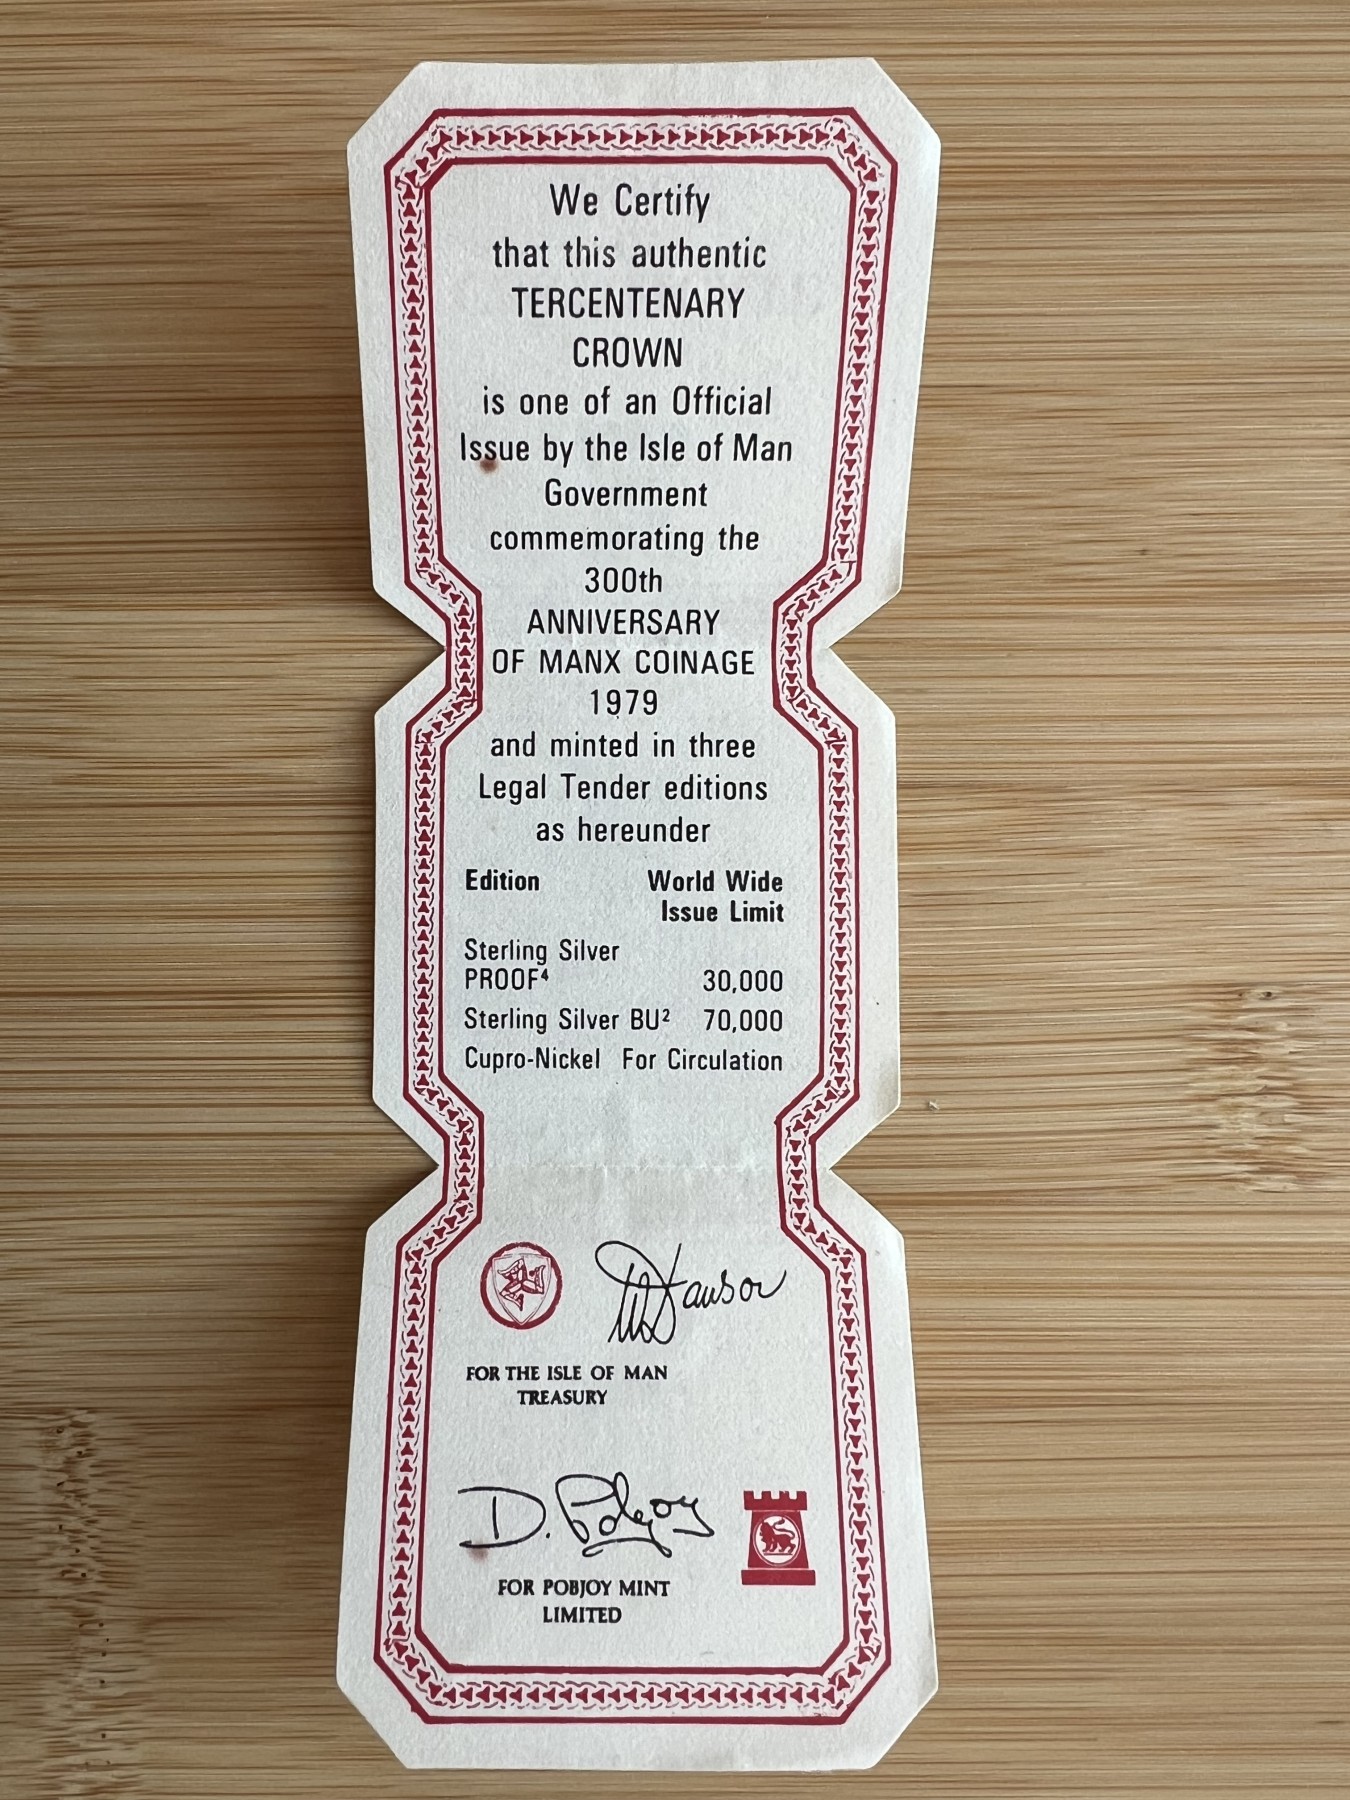 We Certify
that this authentic
TERCENTENARY
CROWN
is one of an Official
Issue by the Isle of Man
Government
commemorating the
300th
ANNIVERSARY
OF MANX COINAGE
1979
and minted in three
Legal Tender editions
as hereunder
Edition World Wide
Issue Limit
Sterling Silver
PROOF⁴ 30,000
Sterling Silver BU² 70,000
Cupro-Nickel For Circulation
FOR THE ISLE OF MAN
TREASURY
D. Pobjoy
FOR POBJOY MINT
LIMITED